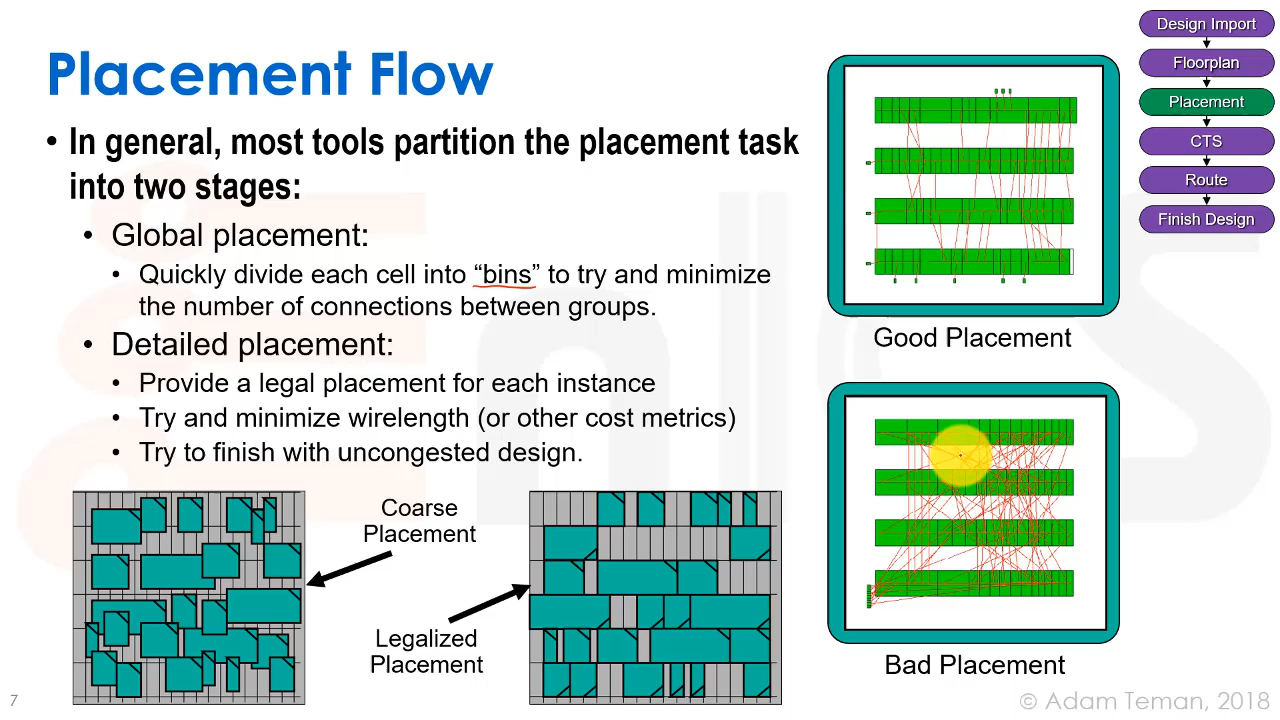 Placement Flow
• In general, most tools partition the placement task
into two stages:
• Global placement:
• Quickly divide each cell into “bins” to try and minimize
the number of connections between groups.
• Detailed placement:
• Provide a legal placement for each instance
• Try and minimize wirelength (or other cost metrics)
• Try to finish with uncongested design.
Coarse
Placement
Legalized
Placement
Good Placement
Bad Placement
Design Import
Floorplan
Placement
CTS
Route
Finish Design
7
© Adam Teman, 2018